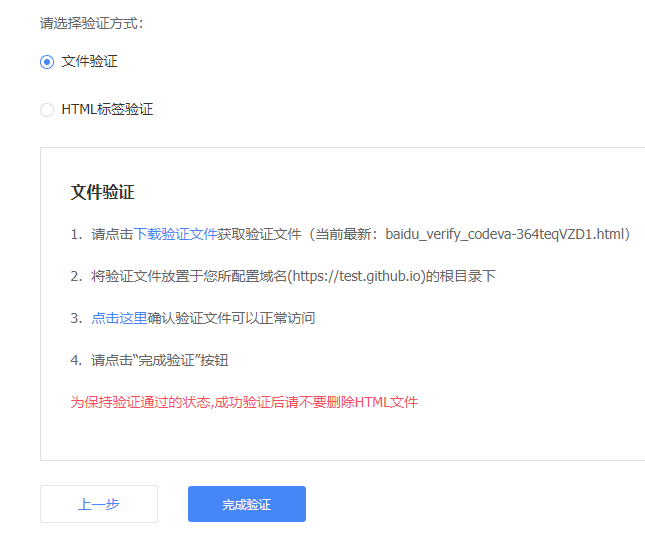 请选择验证方式：
文件验证
HTML标签验证
文件验证
1. 请点击下载验证文件获取验证文件（当前最新：baidu_verify_codeva-364teqVZD1.html）
2. 将验证文件放置于您所配置域名(https://test.github.io)的根目录下
3. 点击这里确认验证文件可以正常访问
4. 请点击“完成验证”按钮
为保持验证通过的状态,成功验证后请不要删除HTML文件
上一步
完成验证